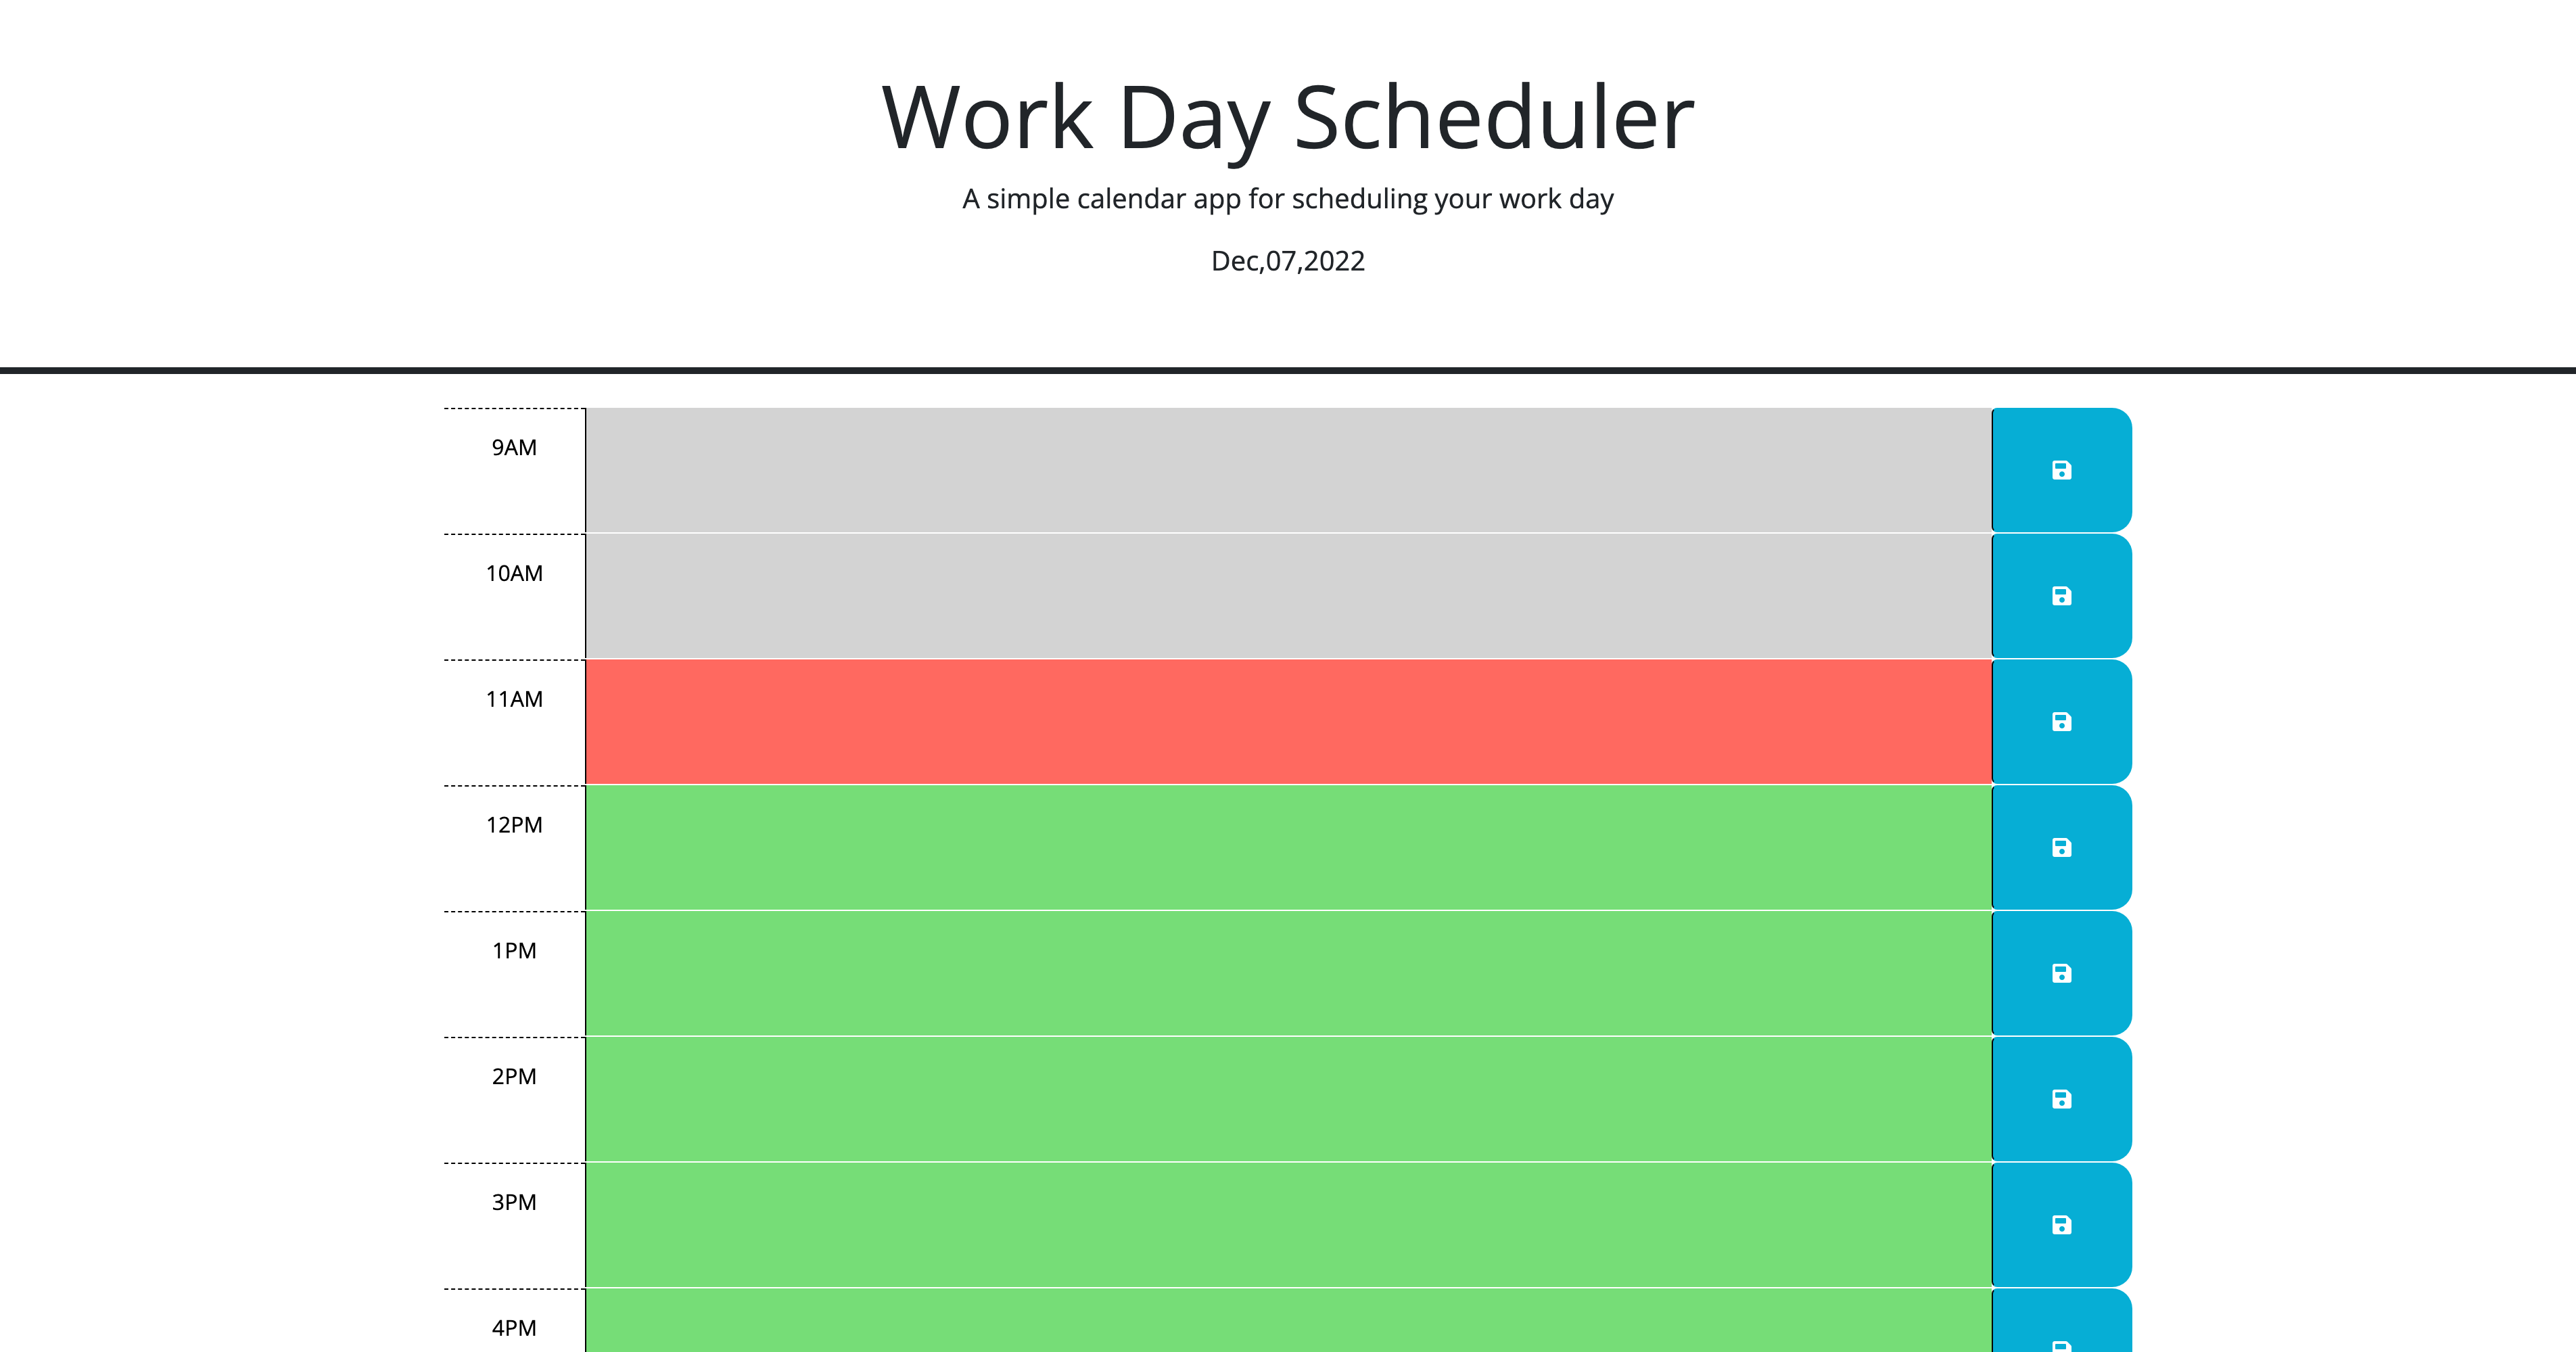 Work Day Scheduler
A simple calendar app for scheduling your work day
Dec,07,2022
9AM
10AM
11AM
12PM
1PM
2PM
3PM
4PM